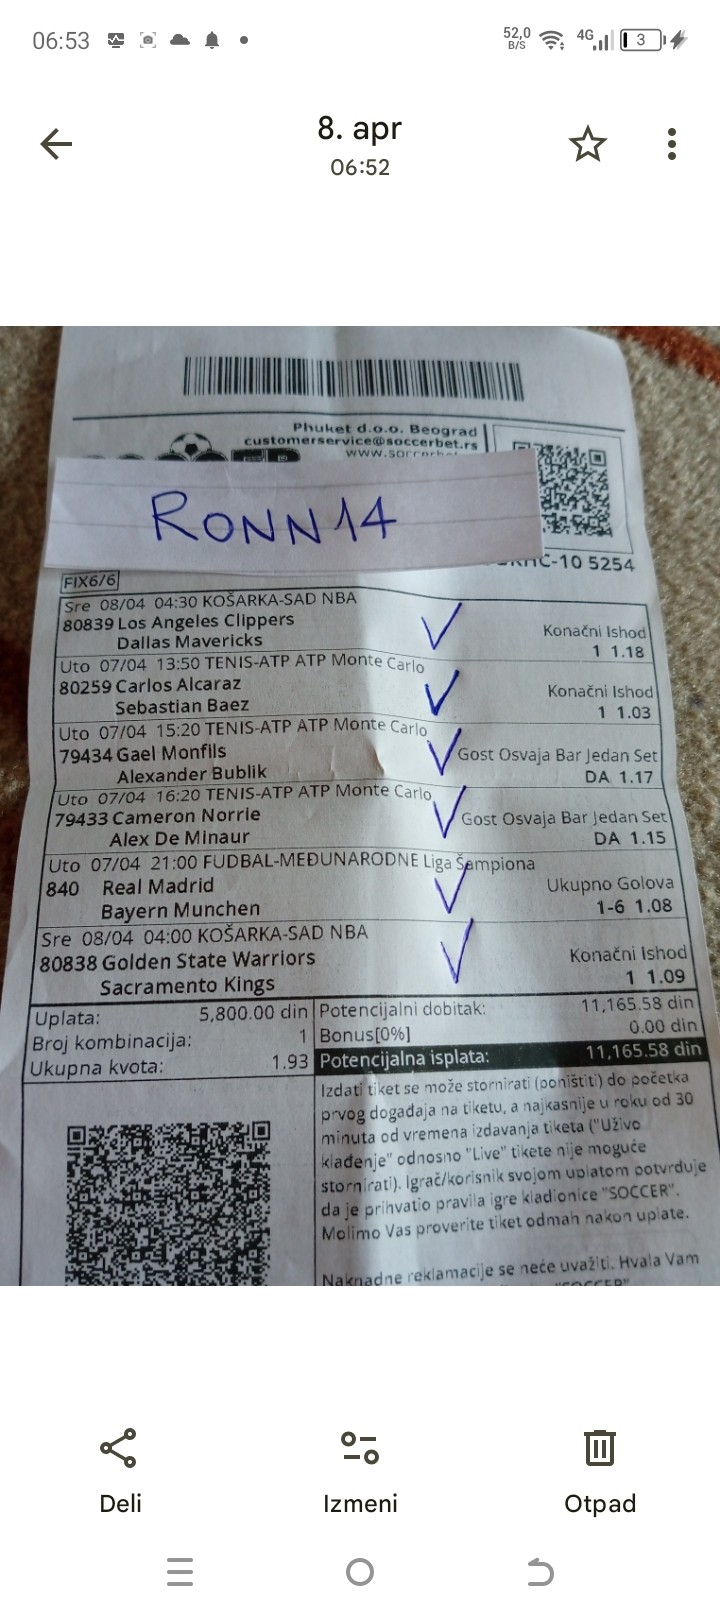 06:53
52,0
B/S
4G
3
8. apr
06:52
Phuket d.o.o. Beograd
customerservice@soccerbet.rs
RONN14
-10 5254
FIX6/6
Sre 08/04 04:30 KOŠARKA-SAD NBA
80839 Los Angeles Clippers
Dallas Mavericks
Konačni Ishod
1 1.18
Uto 07/04 13:50 TENIS-ATP ATP Monte Carlo
80259 Carlos Alcaraz
Sebastian Baez
Konačni Ishod
1 1.03
Uto 07/04 15:20 TENIS-ATP ATP Monte Carlo
79434 Gael Monfils
Alexander Bublik
Gost Osvaja Bar Jedan Set
DA 1.17
Uto 07/04 16:20 TENIS-ATP ATP Monte Carlo
79433 Cameron Norrie
Alex De Minaur
Gost Osvaja Bar Jedan Set
DA 1.15
Uto 07/04 21:00 FUDBAL-MEĐUNARODNE Liga Šampiona
840 Real Madrid
Bayern Munchen
Ukupno Golova
1-6 1.08
Sre 08/04 04:00 KOŠARKA-SAD NBA
80838 Golden State Warriors
Sacramento Kings
Konačni Ishod
1 1.09
Uplata: 5,800.00 din
Broj kombinacija: 1
Ukupna kvota: 1.93
Potencijalni dobitak: 11,165.58 din
Bonus[0%] 0.00 din
Potencijalna isplata: 11,165.58 din
Izdati tiket se može stornirati (poništiti) do početka
prvog događaja na tiketu, a najkasnije u roku od 30
minuta od vremena izdavanja tiketa ("Uživo
klađenje" odnosno "Live" tikete nije moguće
stornirati). Igrač/korisnik svojom uplatom potvrđuje
da je prihvatio pravila igre kladionice "SOCCER".
Molimo Vas proverite tiket odmah nakon uplate.
Naknadne reklamacije se neće uvažiti. Hvala Vam
Deli
Izmeni
Otpad